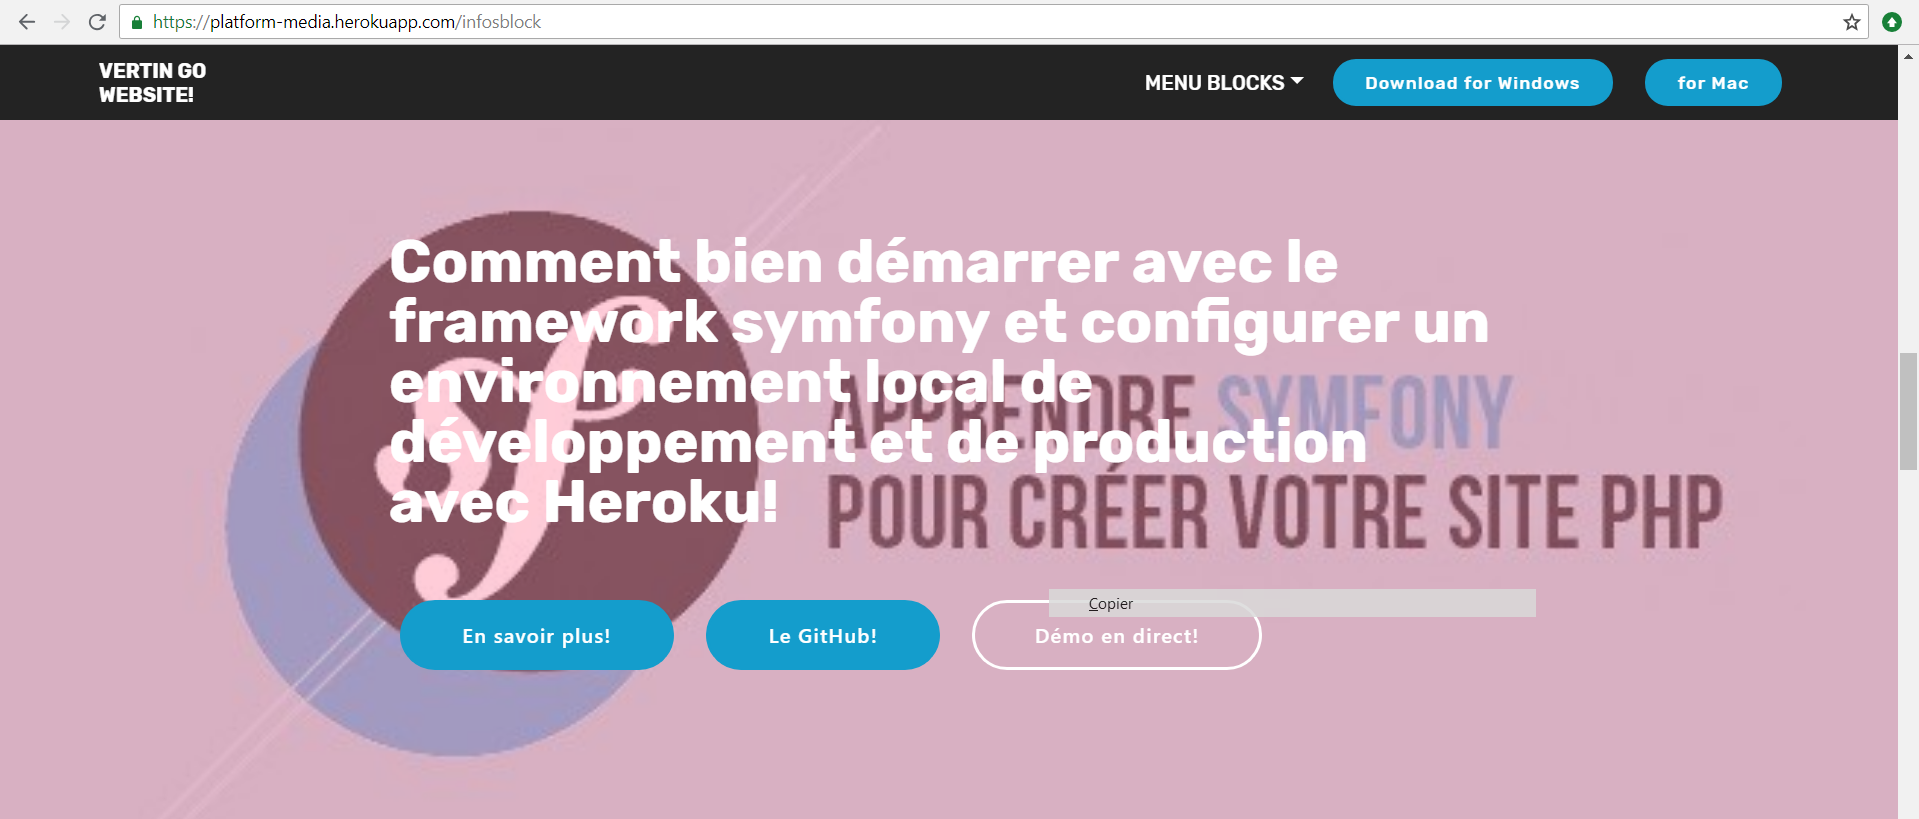 https://platform-media.herokuapp.com/infosblock
VERTIN GO
WEBSITE!
MENU BLOCKS
Download for Windows
for Mac
Comment bien démarrer avec le
framework symfony et configurer un
environnement local de
développement et de production
avec Heroku!
APPRENDRE SYMFONY
POUR CRÉER VOTRE SITE PHP
Copier
En savoir plus!
Le GitHub!
Démo en direct!